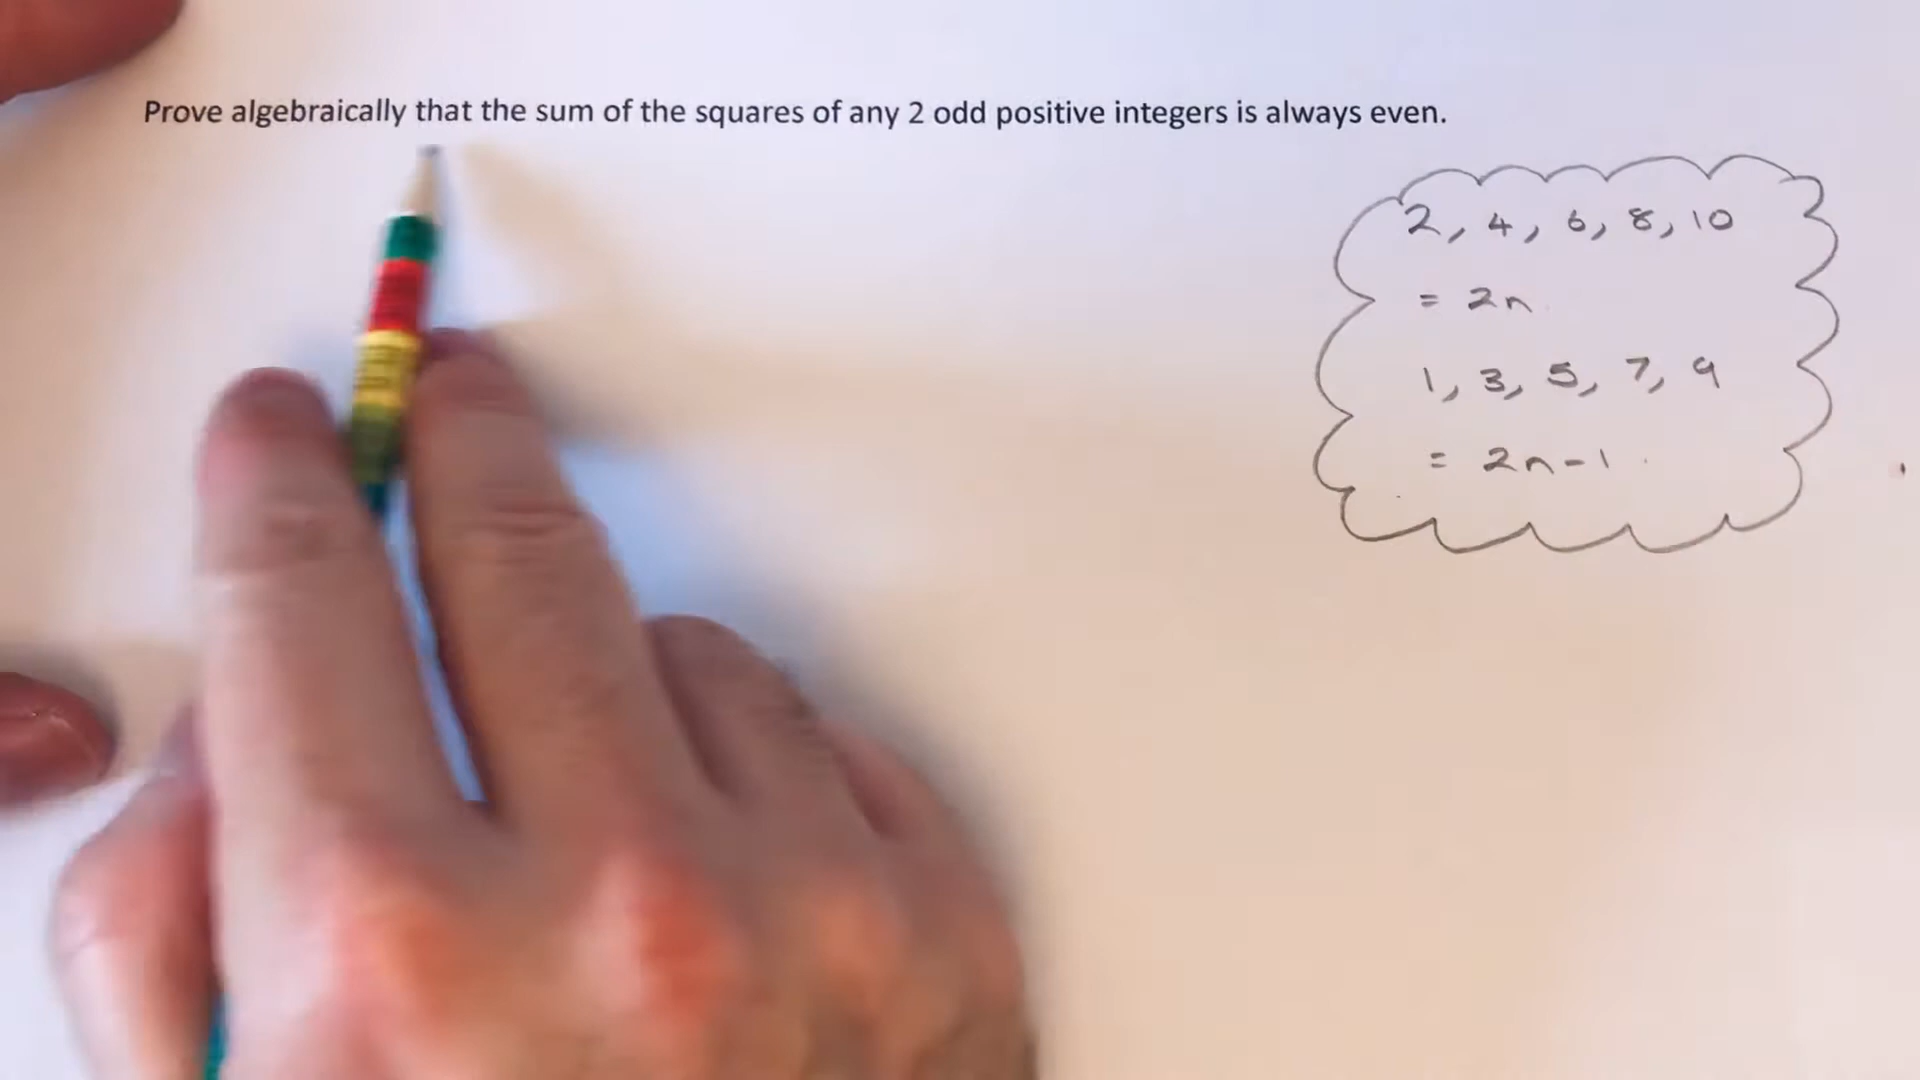 Prove algebraically that the sum of the squares of any 2 odd positive integers is always even.
2, 4, 6, 8, 10
= 2n
1, 3, 5, 7, 9
= 2n-1